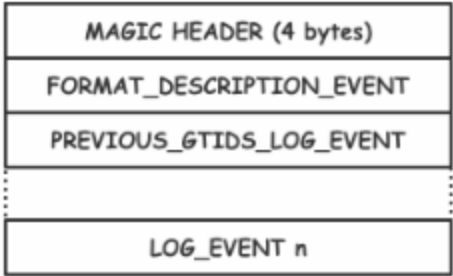 MAGIC HEADER (4 bytes)
FORMAT_DESCRIPTION_EVENT
PREVIOUS_GTIDS_LOG_EVENT
LOG_EVENT n